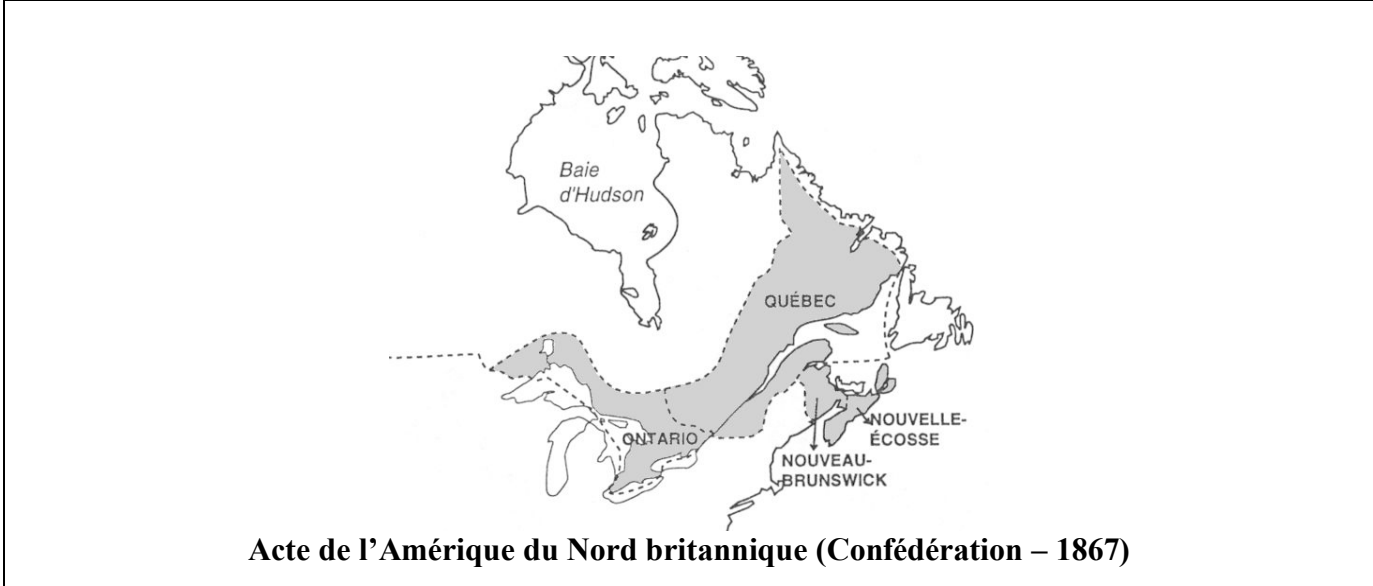 Baie
d'Hudson
QUÉBEC
ONTARIO
NOUVELLE-
ÉCOSSE
NOUVEAU-
BRUNSWICK
Acte de l’Amérique du Nord britannique (Confédération – 1867)